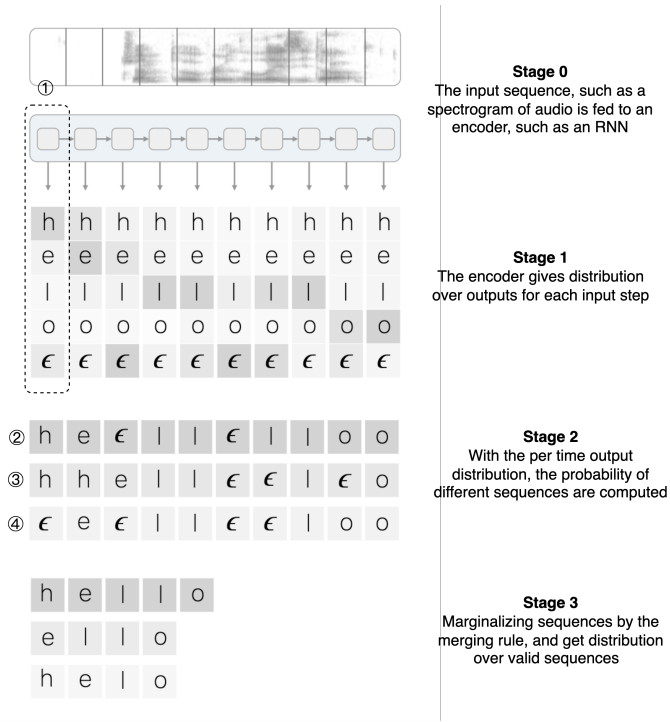 Stage 0
The input sequence, such as a
spectrogram of audio is fed to an
encoder, such as an RNN
①
h h h h h h h h h h
e e e e e e e e e e
l l l l l l l l l l
o o o o o o o o o o
ϵ ϵ ϵ ϵ ϵ ϵ ϵ ϵ ϵ ϵ
Stage 1
The encoder gives distribution
over outputs for each input step
② h e ϵ l l ϵ l l o o
③ h h e l l ϵ ϵ l ϵ o
④ ϵ e ϵ l l ϵ ϵ l o o
Stage 2
With the per time output
distribution, the probability of
different sequences are computed
h e l l o
e l l o
h e l o
Stage 3
Marginalizing sequences by the
merging rule, and get distribution
over valid sequences